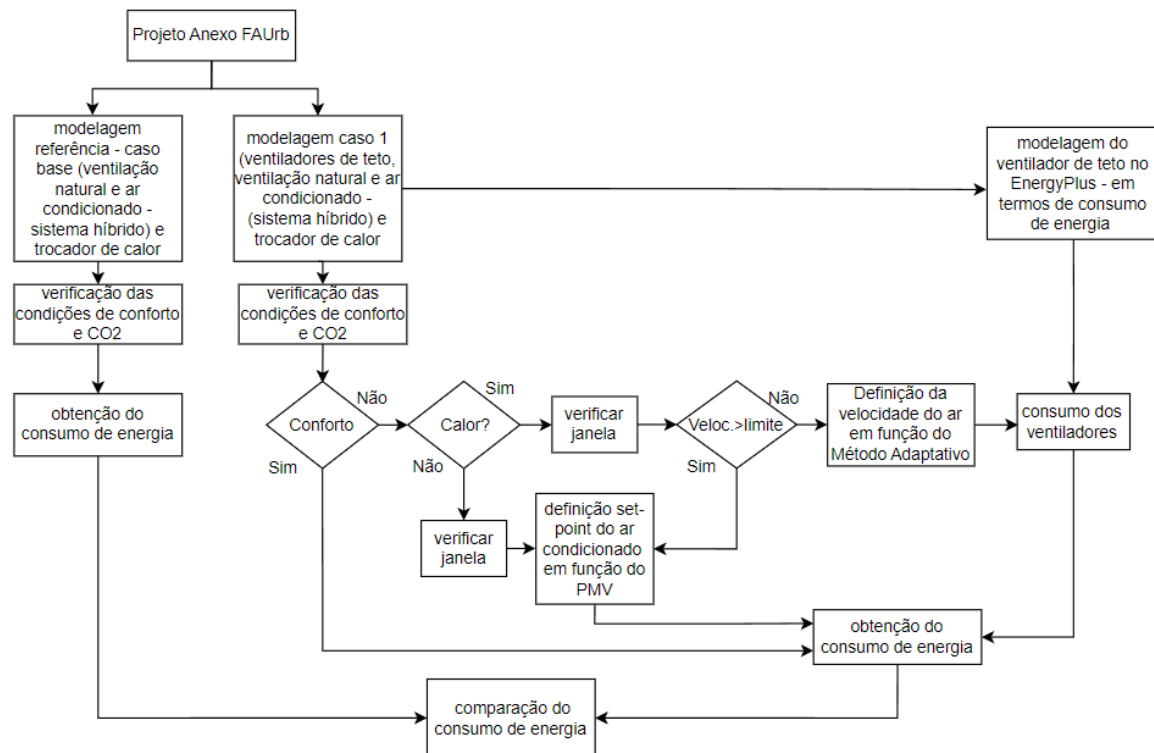 Projeto Anexo FAUrb
modelagem
referência - caso
base (ventilação
natural e ar
condicionado -
sistema híbrido) e
trocador de calor
modelagem caso 1
(ventiladores de teto,
ventilação natural e ar
condicionado -
(sistema híbrido) e
trocador de calor
modelagem do
ventilador de teto no
EnergyPlus - em
termos de consumo
de energia
verificação das
condições de conforto
e CO2
verificação das
condições de conforto
e CO2
obtenção do
consumo de energia
Conforto
Não
Sim
Calor?
Sim
Não
verificar
janela
Veloc.>limite
Não
Sim
Definição da
velocidade do ar
em função do
Método Adaptativo
consumo dos
ventiladores
verificar
janela
definição set-
point do ar
condicionado
em função do
PMV
obtenção do
consumo de energia
comparação do
consumo de energia